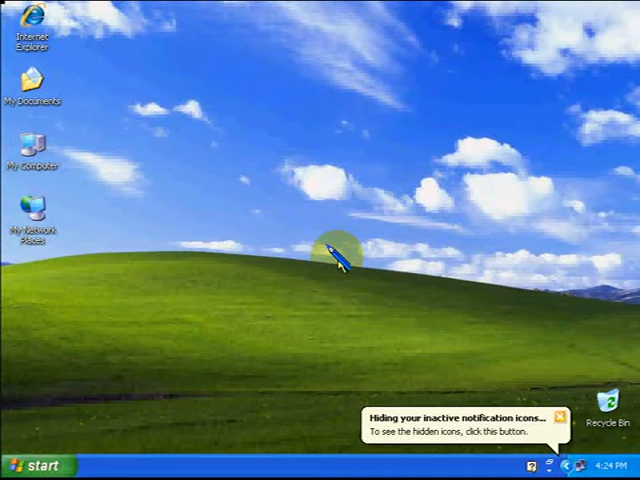 Internet
Explorer
My Documents
My Computer
My Network
Places
Hiding your inactive notification icons...
To see the hidden icons, click this button.
Recycle Bin
start
4:24 PM